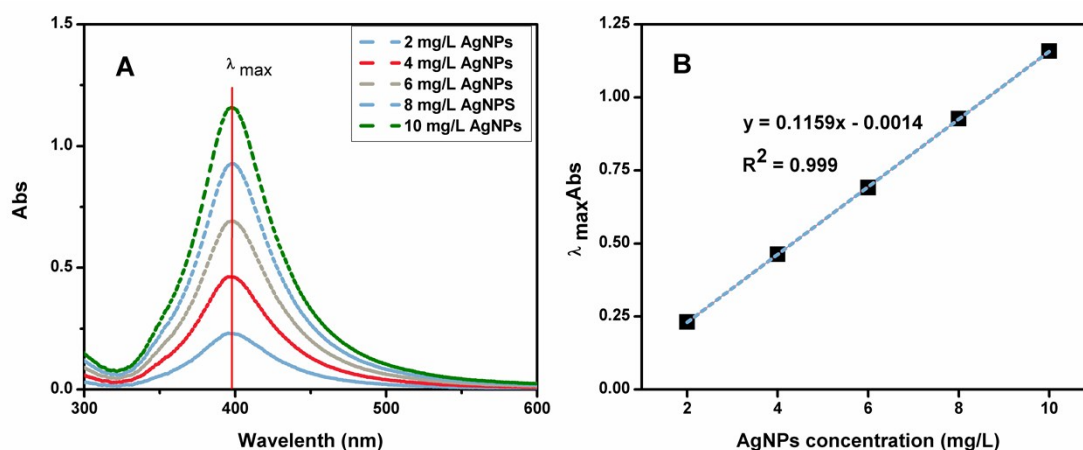 A
λ max
2 mg/L AgNPs
4 mg/L AgNPs
6 mg/L AgNPs
8 mg/L AgNPS
10 mg/L AgNPs
1.5
1.0
0.5
0.0
Abs
300
400
500
600
Wavelenth (nm)
B
y = 0.1159x - 0.0014
R² = 0.999
1.25
1.00
0.75
0.50
0.25
0.00
λ maxAbs
2
4
6
8
10
AgNPs concentration (mg/L)